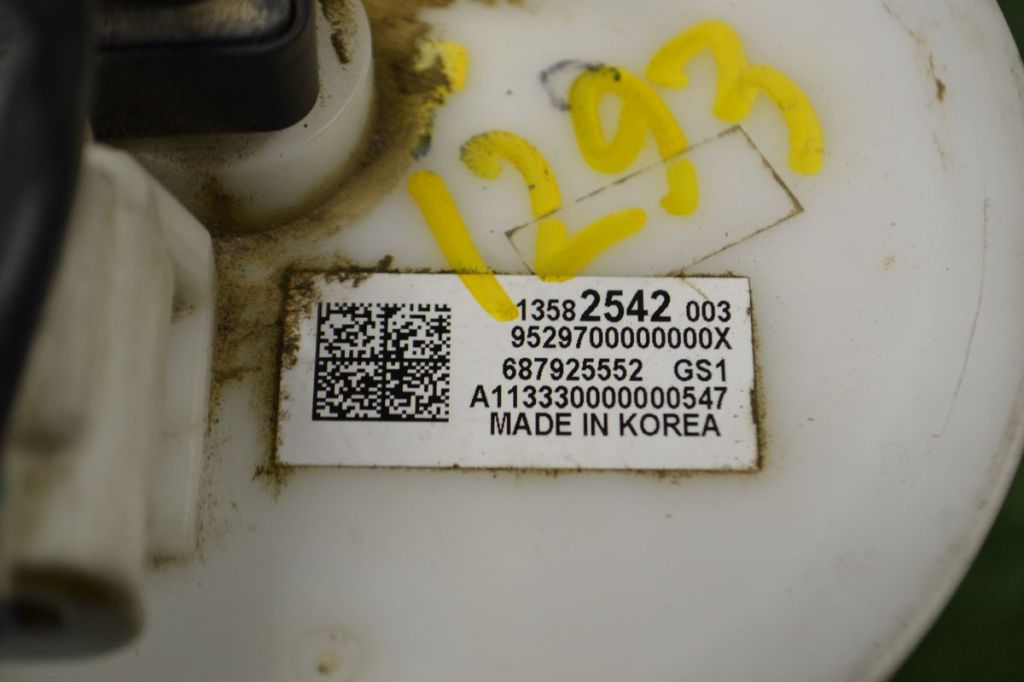 1293
13582542 003
9529700000000X
687925552 GS1
A113330000000547
MADE IN KOREA